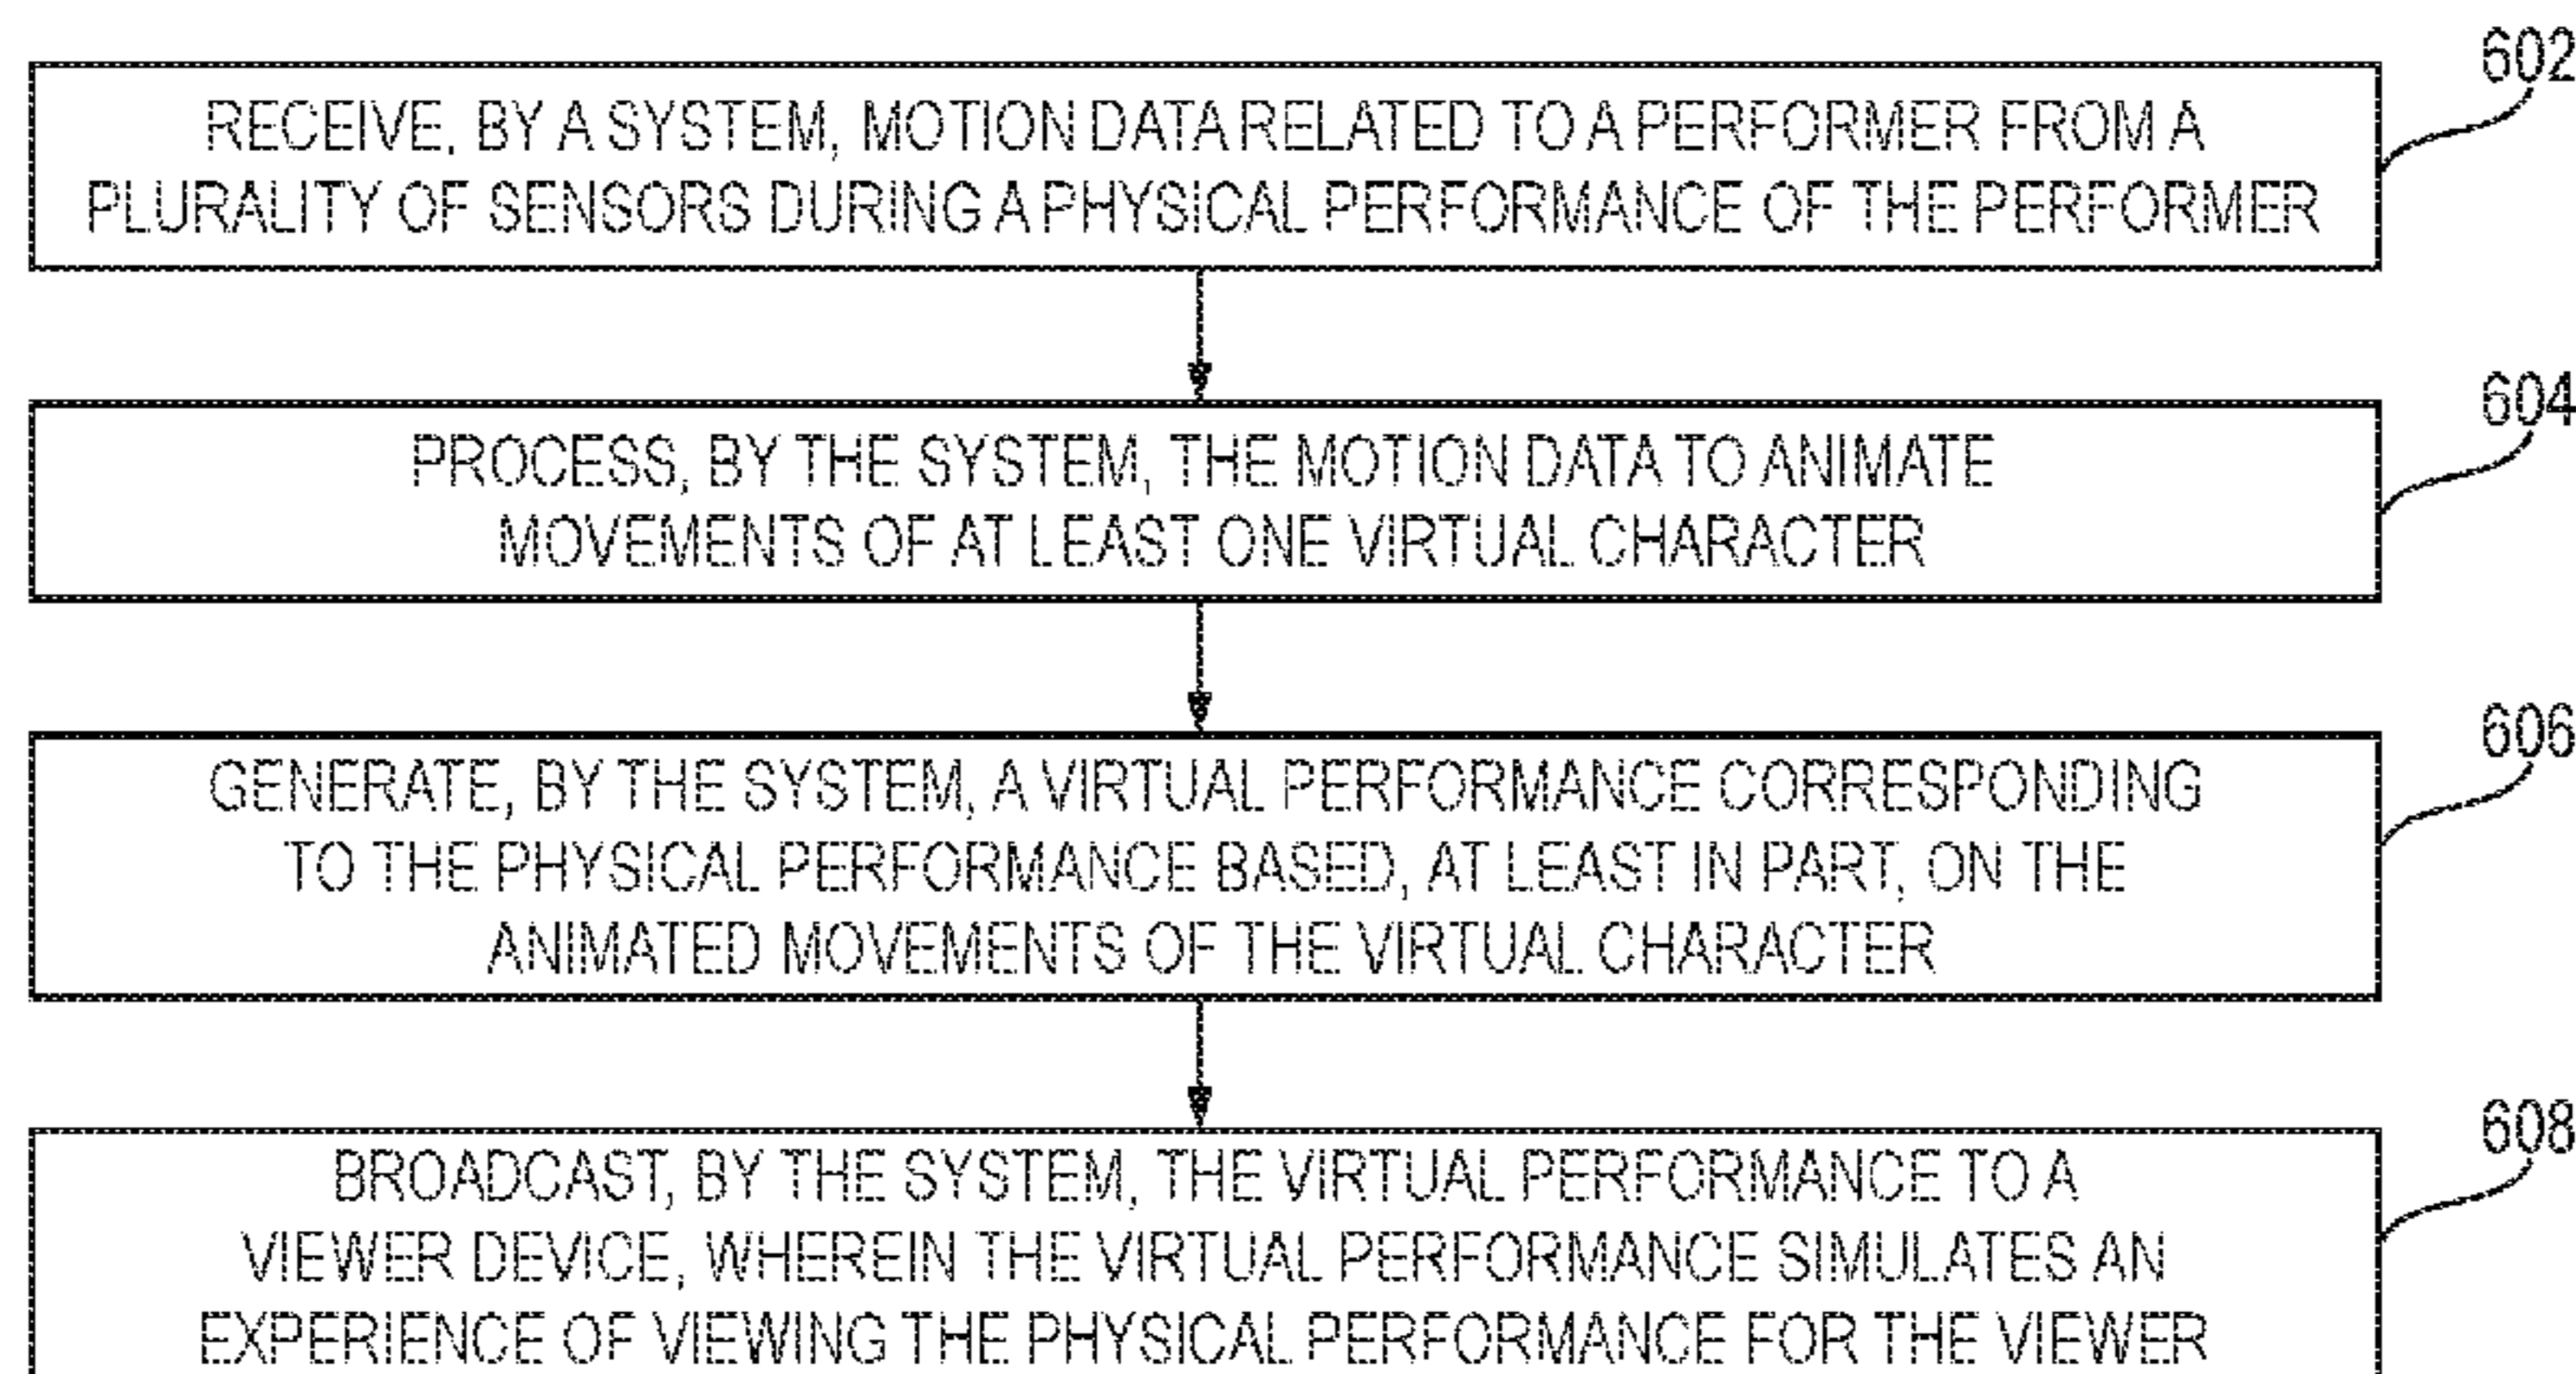 602
RECEIVE, BY A SYSTEM, MOTION DATA RELATED TO A PERFORMER FROM A
PLURALITY OF SENSORS DURING A PHYSICAL PERFORMANCE OF THE PERFORMER
604
PROCESS, BY THE SYSTEM, THE MOTION DATA TO ANIMATE
MOVEMENTS OF AT LEAST ONE VIRTUAL CHARACTER
606
GENERATE, BY THE SYSTEM, A VIRTUAL PERFORMANCE CORRESPONDING
TO THE PHYSICAL PERFORMANCE BASED, AT LEAST IN PART, ON THE
ANIMATED MOVEMENTS OF THE VIRTUAL CHARACTER
608
BROADCAST, BY THE SYSTEM, THE VIRTUAL PERFORMANCE TO A
VIEWER DEVICE, WHEREIN THE VIRTUAL PERFORMANCE SIMULATES AN
EXPERIENCE OF VIEWING THE PHYSICAL PERFORMANCE FOR THE VIEWER